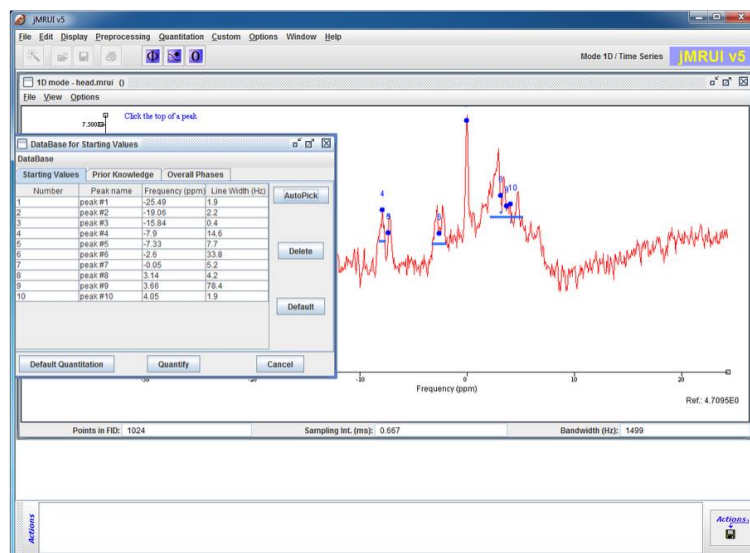 jMRUI v5
File Edit Display Preprocessing Quantitation Custom Options Window Help
Mode 1D / Time Series jMRUI v5
1D mode - head.mrui ()
File View Options
Click the top of a peak
DataBase for Starting Values
DataBase
Starting Values Prior Knowledge Overall Phases
Number Peak name Frequency (ppm) Line Width (Hz)
1 peak #1 -25.49 1.9
2 peak #2 -19.06 2.2
3 peak #3 -15.84 0.4
4 peak #4 -7.9 14.6
5 peak #5 -7.33 7.7
6 peak #6 -2.6 33.8
7 peak #7 -0.05 5.2
8 peak #8 3.14 4.2
9 peak #9 3.66 78.4
10 peak #10 4.05 1.9
AutoPick
Delete
Default
Default Quantitation Quantify Cancel
4
10
-10 0 10 20
Frequency (ppm)
Ref.: 4.7095E0
Points in FID: 1024 Sampling Int. (ms): 0.667 Bandwidth (Hz): 1499
Actions
Actions